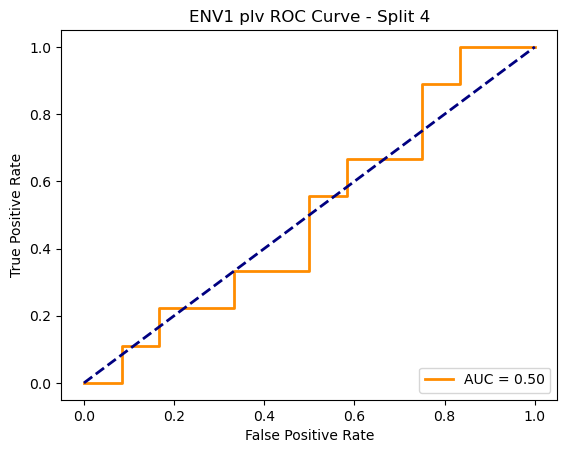 ENV1 plv ROC Curve - Split 4
True Positive Rate
1.0
0.8
0.6
0.4
0.2
0.0
AUC = 0.50
0.0 0.2 0.4 0.6 0.8 1.0
False Positive Rate